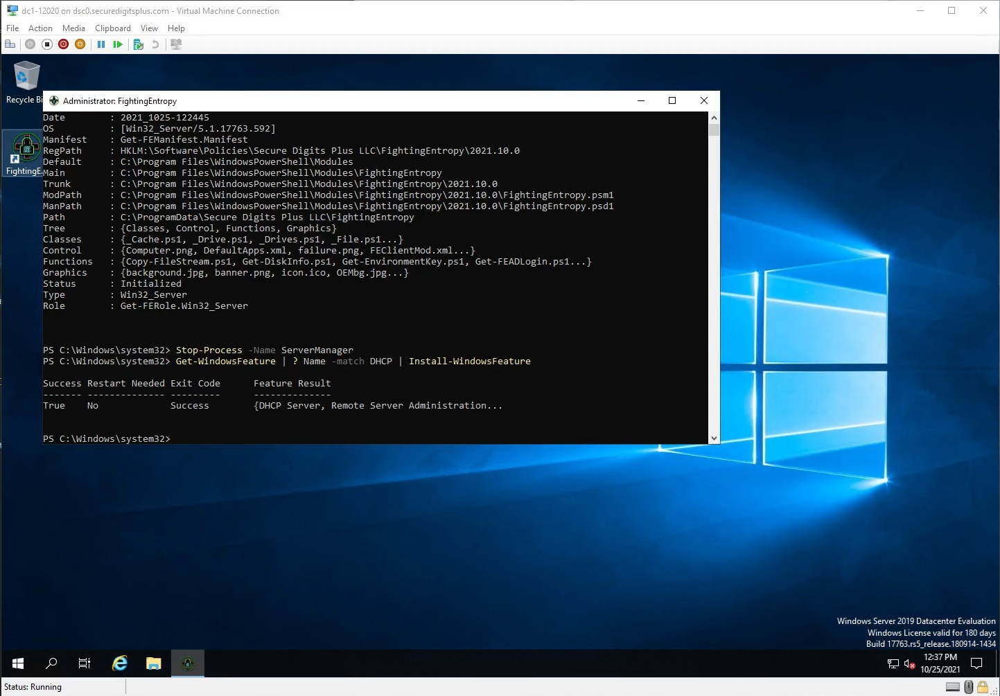 dc1-12020 on dsc0.securedigitsplus.com - Virtual Machine Connection
File Action Media Clipboard View Help
Recycle Bi
FightingE.
Administrator: FightingEntropy
Date : 2021_1025-122445
OS : [Win32_Server/5.1.17763.592]
Manifest : Get-FEManifest.Manifest
RegPath : HKLM:\Software\Policies\Secure Digits Plus LLC\FightingEntropy\2021.10.0
Default : C:\Program Files\WindowsPowerShell\Modules
Main : C:\Program Files\WindowsPowerShell\Modules\FightingEntropy
Trunk : C:\Program Files\WindowsPowerShell\Modules\FightingEntropy\2021.10.0
ModPath : C:\Program Files\WindowsPowerShell\Modules\FightingEntropy\2021.10.0\FightingEntropy.psm1
ManPath : C:\Program Files\WindowsPowerShell\Modules\FightingEntropy\2021.10.0\FightingEntropy.psd1
Path : C:\ProgramData\Secure Digits Plus LLC\FightingEntropy
Tree : {Classes, Control, Functions, Graphics}
Classes : {_Cache.ps1, _Drive.ps1, _Drives.ps1, _File.ps1...}
Control : {Computer.png, DefaultApps.xml, failure.png, FEClientMod.xml...}
Functions : {Copy-FileStream.ps1, Get-DiskInfo.ps1, Get-EnvironmentKey.ps1, Get-FEADLogin.ps1...}
Graphics : {background.jpg, banner.png, icon.ico, OEMbg.jpg...}
Status : Initialized
Type : Win32_Server
Role : Get-FERole.Win32_Server
PS C:\Windows\system32> Stop-Process -Name ServerManager
PS C:\Windows\system32> Get-WindowsFeature | ? Name -match DHCP | Install-WindowsFeature
Success Restart Needed Exit Code Feature Result
------- -------------- --------- --------------
True No Success {DHCP Server, Remote Server Administration...
PS C:\Windows\system32>
Windows Server 2019 Datacenter Evaluation
Windows License valid for 180 days
Build 17763.rs5_release.180914-1434
12:37 PM
10/25/2021
Status: Running